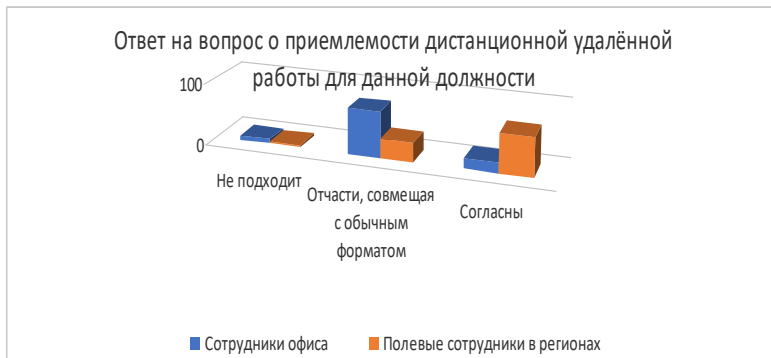 Ответ на вопрос о приемлемости дистанционной удалённой
работы для данной должности
100
0
Не подходит
Отчасти, совмещая
с обычным
форматом
Согласны
Сотрудники офиса
Полевые сотрудники в регионах